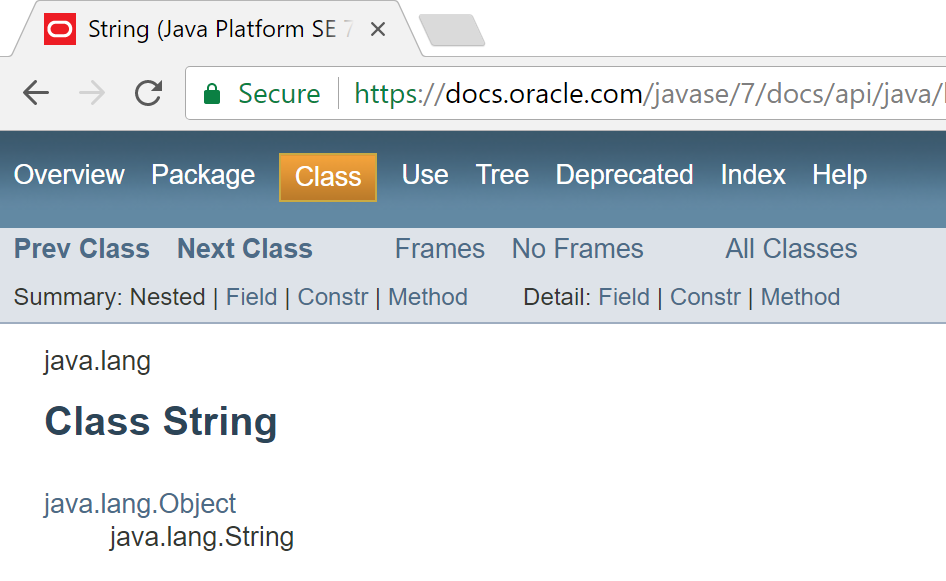 String (Java Platform SE 7
Secure https://docs.oracle.com/javase/7/docs/api/java/
Overview Package Class Use Tree Deprecated Index Help
Prev Class Next Class Frames No Frames All Classes
Summary: Nested | Field | Constr | Method Detail: Field | Constr | Method
java.lang
Class String
java.lang.Object
java.lang.String